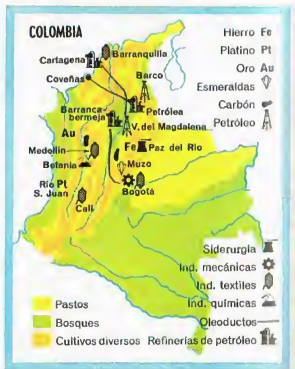 COLOMBIA
Barranquilla
Cartagena
Coveñas
Barco
Barranca-
bermeja
Petrólea
V. del Magdalena
Au
Fe Paz del Río
Medellín
Betania
Muzo
Río Pt
S. Juan
Bogotá
Cali
Hierro Fe
Platino Pt
Oro Au
Esmeraldas
Carbón
Petróleo
Siderurgia
Ind. mecánicas
Ind. textiles
Ind. químicas
Oleoductos
Refinerías de petróleo
Pastos
Bosques
Cultivos diversos